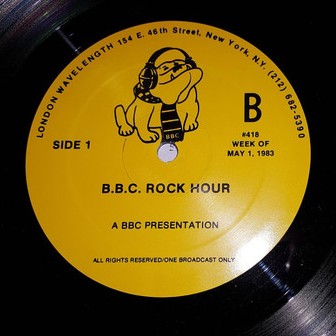 LONDON WAVELENGTH 154 E. 46th Street, New York, N.Y. (212) 682-5390
BBC
B
SIDE 1
#418
WEEK OF
MAY 1, 1983
B.B.C. ROCK HOUR
A BBC PRESENTATION
ALL RIGHTS RESERVED/ONE BROADCAST ONLY